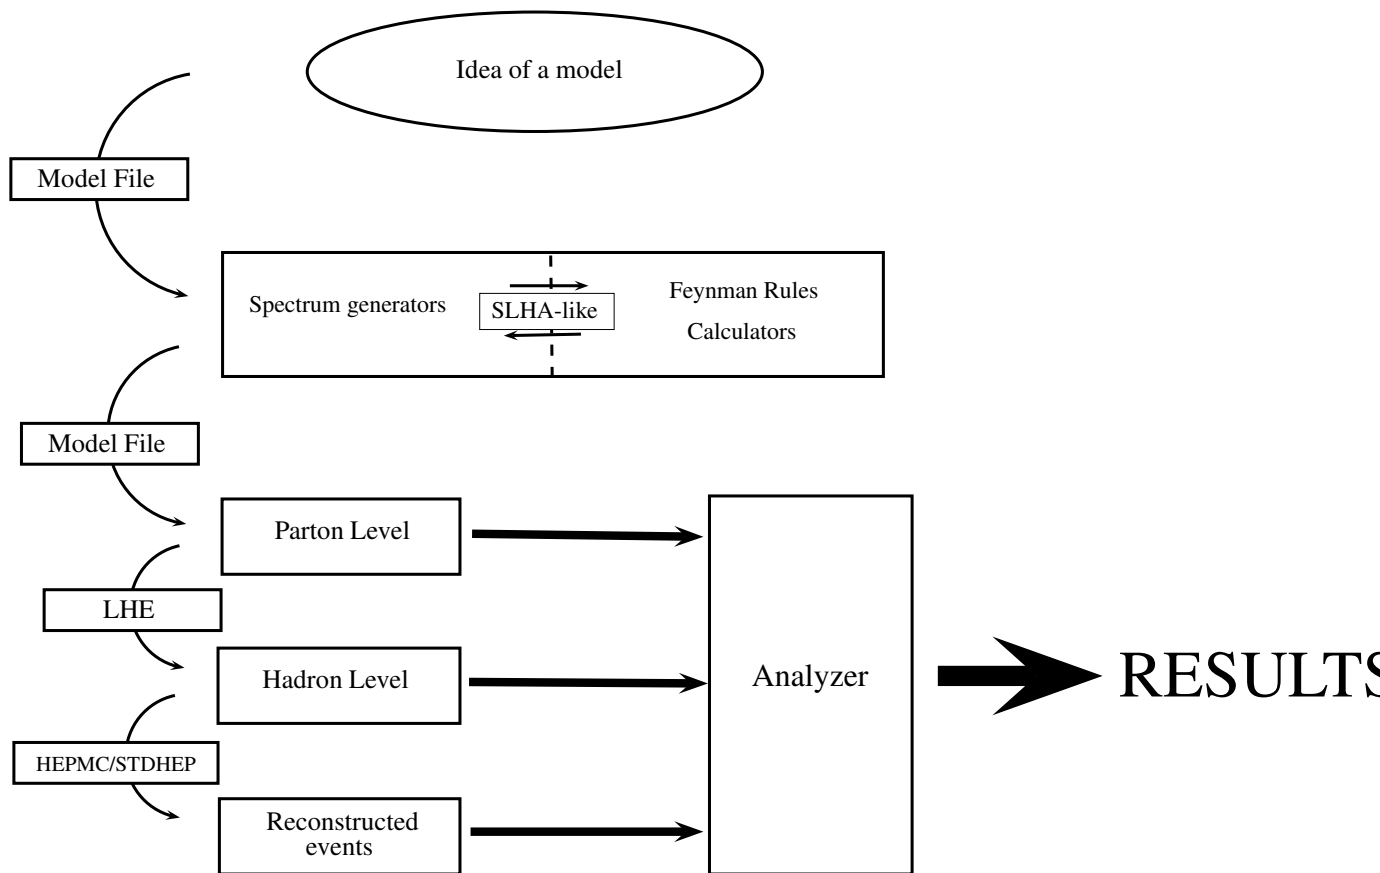 Idea of a model
Model File
Spectrum generators
SLHA-like
Feynman Rules
Calculators
Model File
Parton Level
LHE
Hadron Level
Analyzer
RESULTS
HEPMC/STDHEP
Reconstructed
events